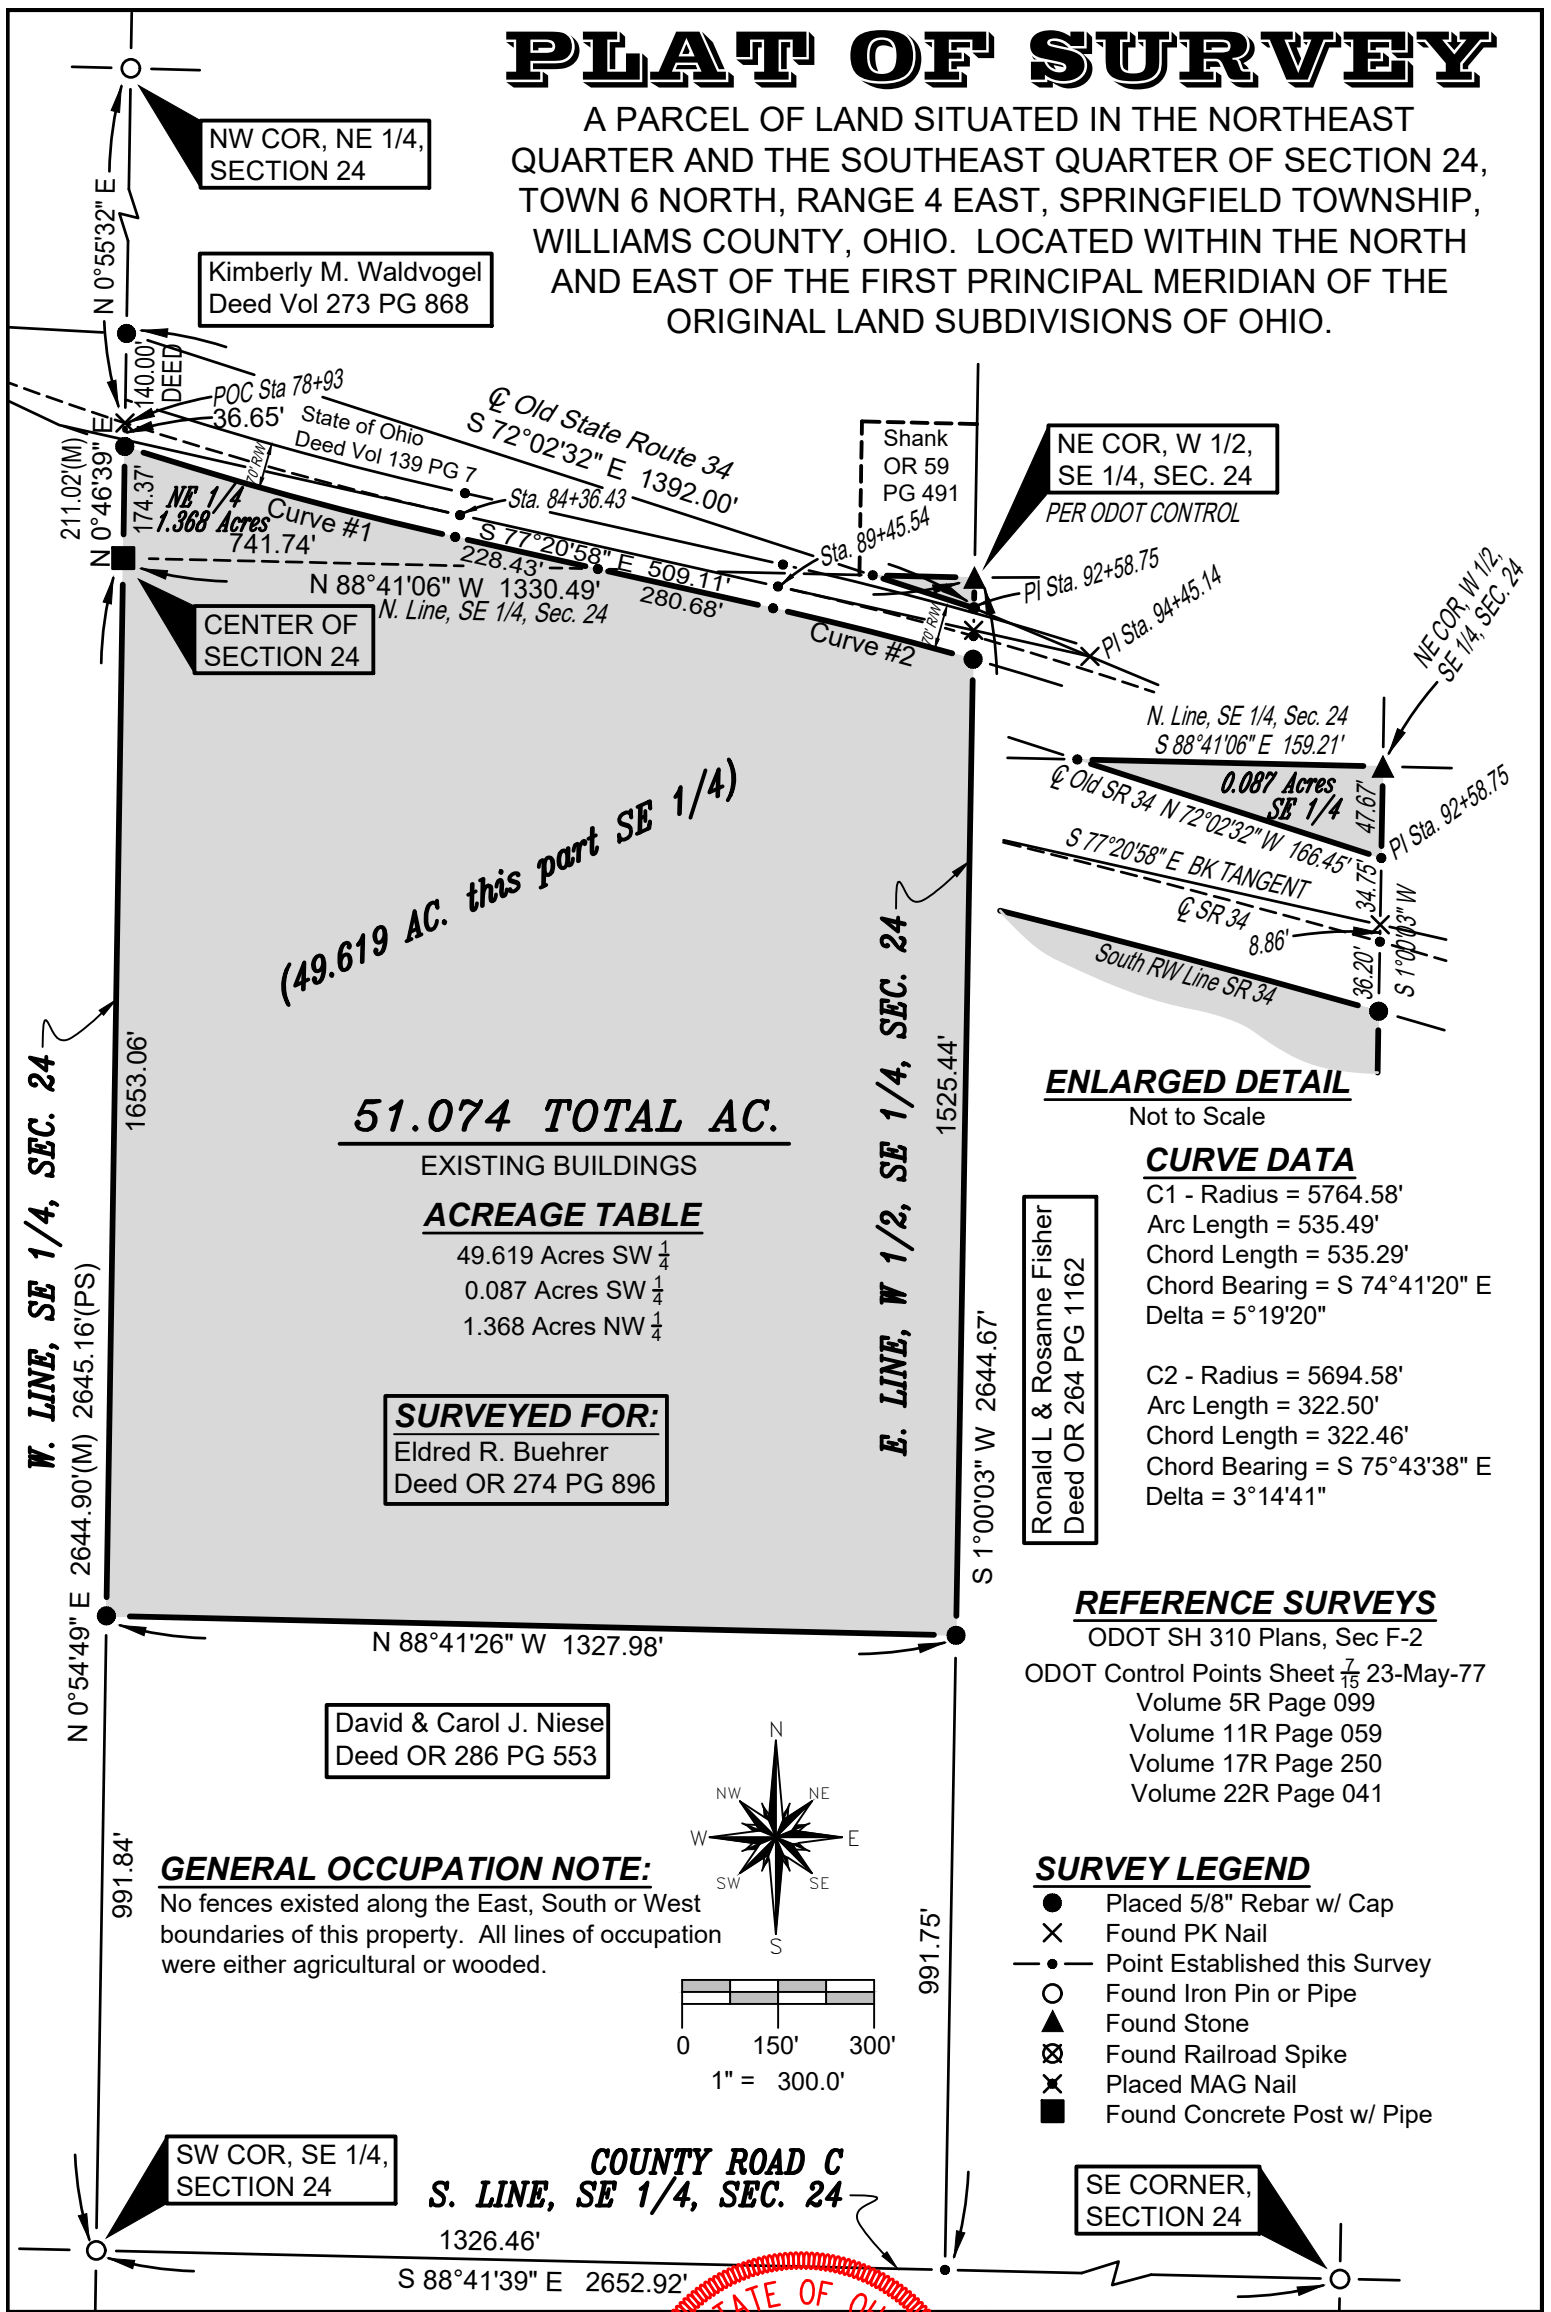 PLAT OF SURVEY
A PARCEL OF LAND SITUATED IN THE NORTHEAST
QUARTER AND THE SOUTHEAST QUARTER OF SECTION 24,
TOWN 6 NORTH, RANGE 4 EAST, SPRINGFIELD TOWNSHIP,
WILLIAMS COUNTY, OHIO.  LOCATED WITHIN THE NORTH
AND EAST OF THE FIRST PRINCIPAL MERIDIAN OF THE
ORIGINAL LAND SUBDIVISIONS OF OHIO.
NW COR, NE 1/4,
SECTION 24
N 0°55'32" E
Kimberly M. Waldvogel
Deed Vol 273 PG 868
140.00'
DEED
POC Sta 78+93
36.65'
State of Ohio
Deed Vol 139 PG 7
70' R/W
℄ Old State Route 34
S 72°02'32" E  1392.00'
Shank
OR 59
PG 491
NE COR, W 1/2,
SE 1/4, SEC. 24
PER ODOT CONTROL
211.02'(M)
N 0°46'39" E
174.37'
NE 1/4
1.368 Acres
Curve #1
741.74'
Sta. 84+36.43
S 77°20'58" E  509.11'
228.43'
280.68'
Sta. 89+45.54
PI Sta. 92+58.75
PI Sta. 94+45.14
70' R/W
Curve #2
N 88°41'06" W  1330.49'
N. Line, SE 1/4, Sec. 24
CENTER OF
SECTION 24
NE COR, W 1/2,
SE 1/4, SEC. 24
N. Line, SE 1/4, Sec. 24
S 88°41'06" E  159.21'
0.087 Acres
SE 1/4
47.67'
℄ Old SR 34  N 72°02'32" W  166.45'
PI Sta. 92+58.75
S 77°20'58" E  BK TANGENT
34.75'
℄ SR 34
8.86'
36.20'
S 1°00'03" W
South RW Line SR 34
ENLARGED DETAIL
Not to Scale
(49.619 AC. this part SE 1/4)
W. LINE, SE 1/4, SEC. 24
1653.06'
1525.44'
E. LINE, W 1/2, SE 1/4, SEC. 24
51.074 TOTAL AC.
EXISTING BUILDINGS
ACREAGE TABLE
49.619 Acres SW 1/4
0.087 Acres SW 1/4
1.368 Acres NW 1/4
SURVEYED FOR:
Eldred R. Buehrer
Deed OR 274 PG 896
CURVE DATA
C1 - Radius = 5764.58'
Arc Length = 535.49'
Chord Length = 535.29'
Chord Bearing = S 74°41'20" E
Delta = 5°19'20"
C2 - Radius = 5694.58'
Arc Length = 322.50'
Chord Length = 322.46'
Chord Bearing = S 75°43'38" E
Delta = 3°14'41"
Ronald L & Rosanne Fisher
Deed OR 264 PG 1162
S 1°00'03" W  2644.67'
N 0°54'49" E  2644.90'(M)  2645.16'(PS)
N 88°41'26" W  1327.98'
REFERENCE SURVEYS
ODOT SH 310 Plans, Sec F-2
ODOT Control Points Sheet 7/15 23-May-77
Volume 5R Page 099
Volume 11R Page 059
Volume 17R Page 250
Volume 22R Page 041
David & Carol J. Niese
Deed OR 286 PG 553
N
NW
NE
W
E
SW
SE
S
991.84'
991.75'
GENERAL OCCUPATION NOTE:
No fences existed along the East, South or West
boundaries of this property.  All lines of occupation
were either agricultural or wooded.
0 150' 300'
1" =   300.0'
SURVEY LEGEND
Placed 5/8" Rebar w/ Cap
Found PK Nail
Point Established this Survey
Found Iron Pin or Pipe
Found Stone
Found Railroad Spike
Placed MAG Nail
Found Concrete Post w/ Pipe
SW COR, SE 1/4,
SECTION 24
COUNTY ROAD C
S. LINE, SE 1/4, SEC. 24
SE CORNER,
SECTION 24
1326.46'
S 88°41'39" E   2652.92'
OF